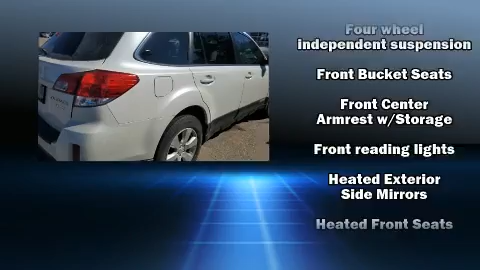 Four wheel
independent suspension
Front Bucket Seats
Front Center
Armrest w/Storage
Front reading lights
Heated Exterior
Side Mirrors
Heated Front Seats